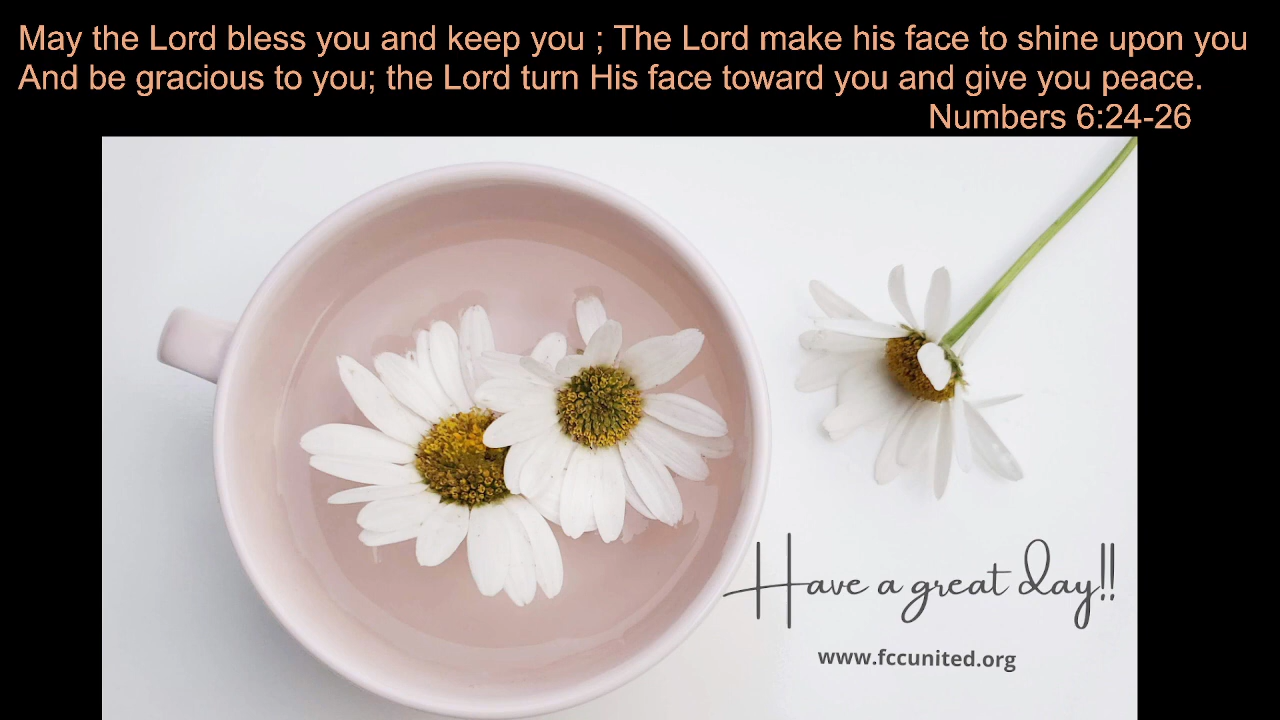 May the Lord bless you and keep you ; The Lord make his face to shine upon you
And be gracious to you; the Lord turn His face toward you and give you peace.
Numbers 6:24-26
Have a great day!!
www.fccunited.org